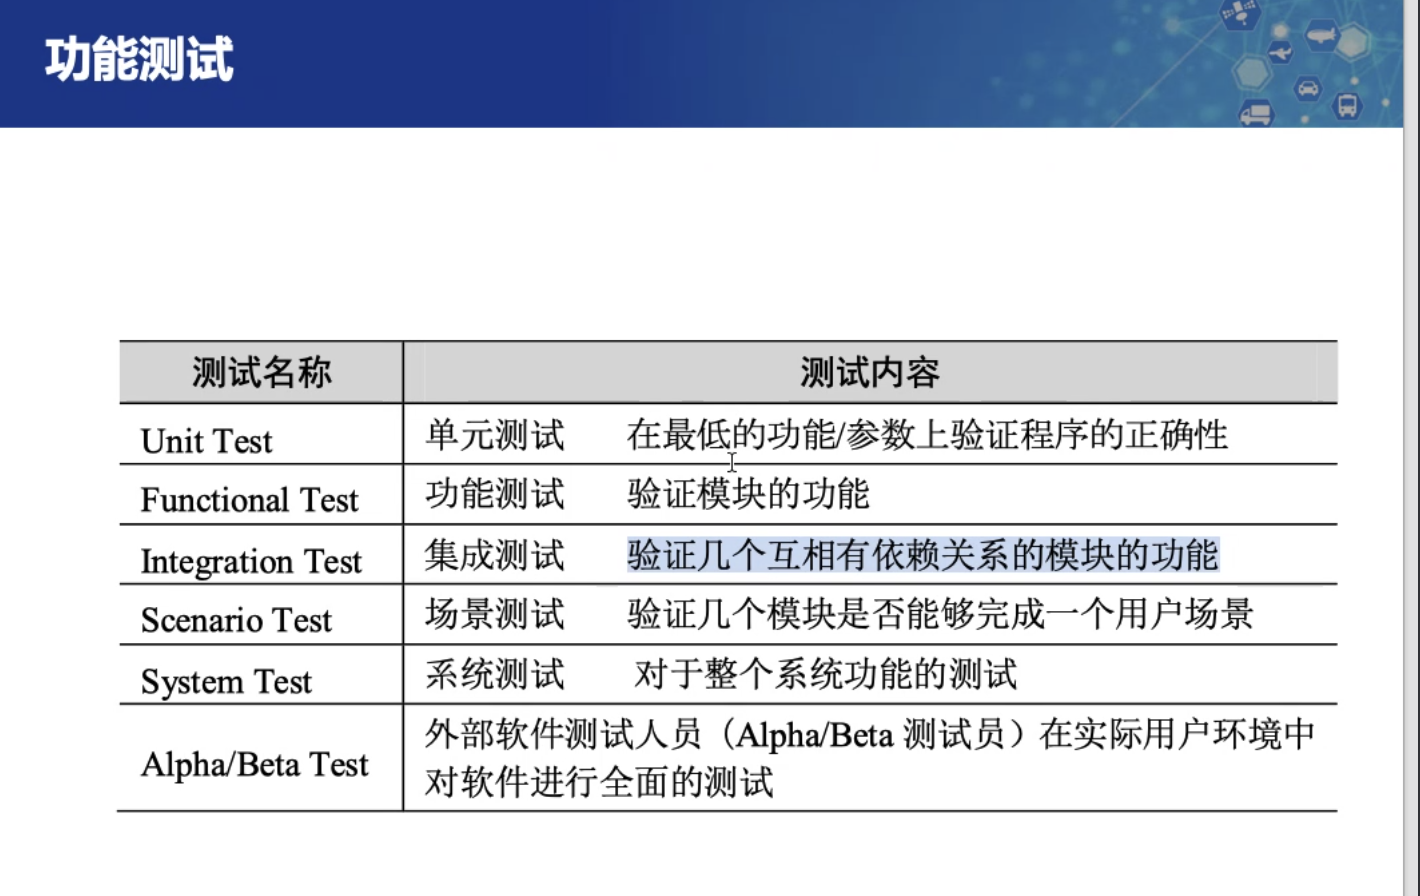 功能测试
测试名称 测试内容
Unit Test 单元测试 在最低的功能/参数上验证程序的正确性
Functional Test 功能测试 验证模块的功能
Integration Test 集成测试 验证几个互相有依赖关系的模块的功能
Scenario Test 场景测试 验证几个模块是否能够完成一个用户场景
System Test 系统测试 对于整个系统功能的测试
Alpha/Beta Test 外部软件测试人员（Alpha/Beta 测试员）在实际用户环境中
对软件进行全面的测试